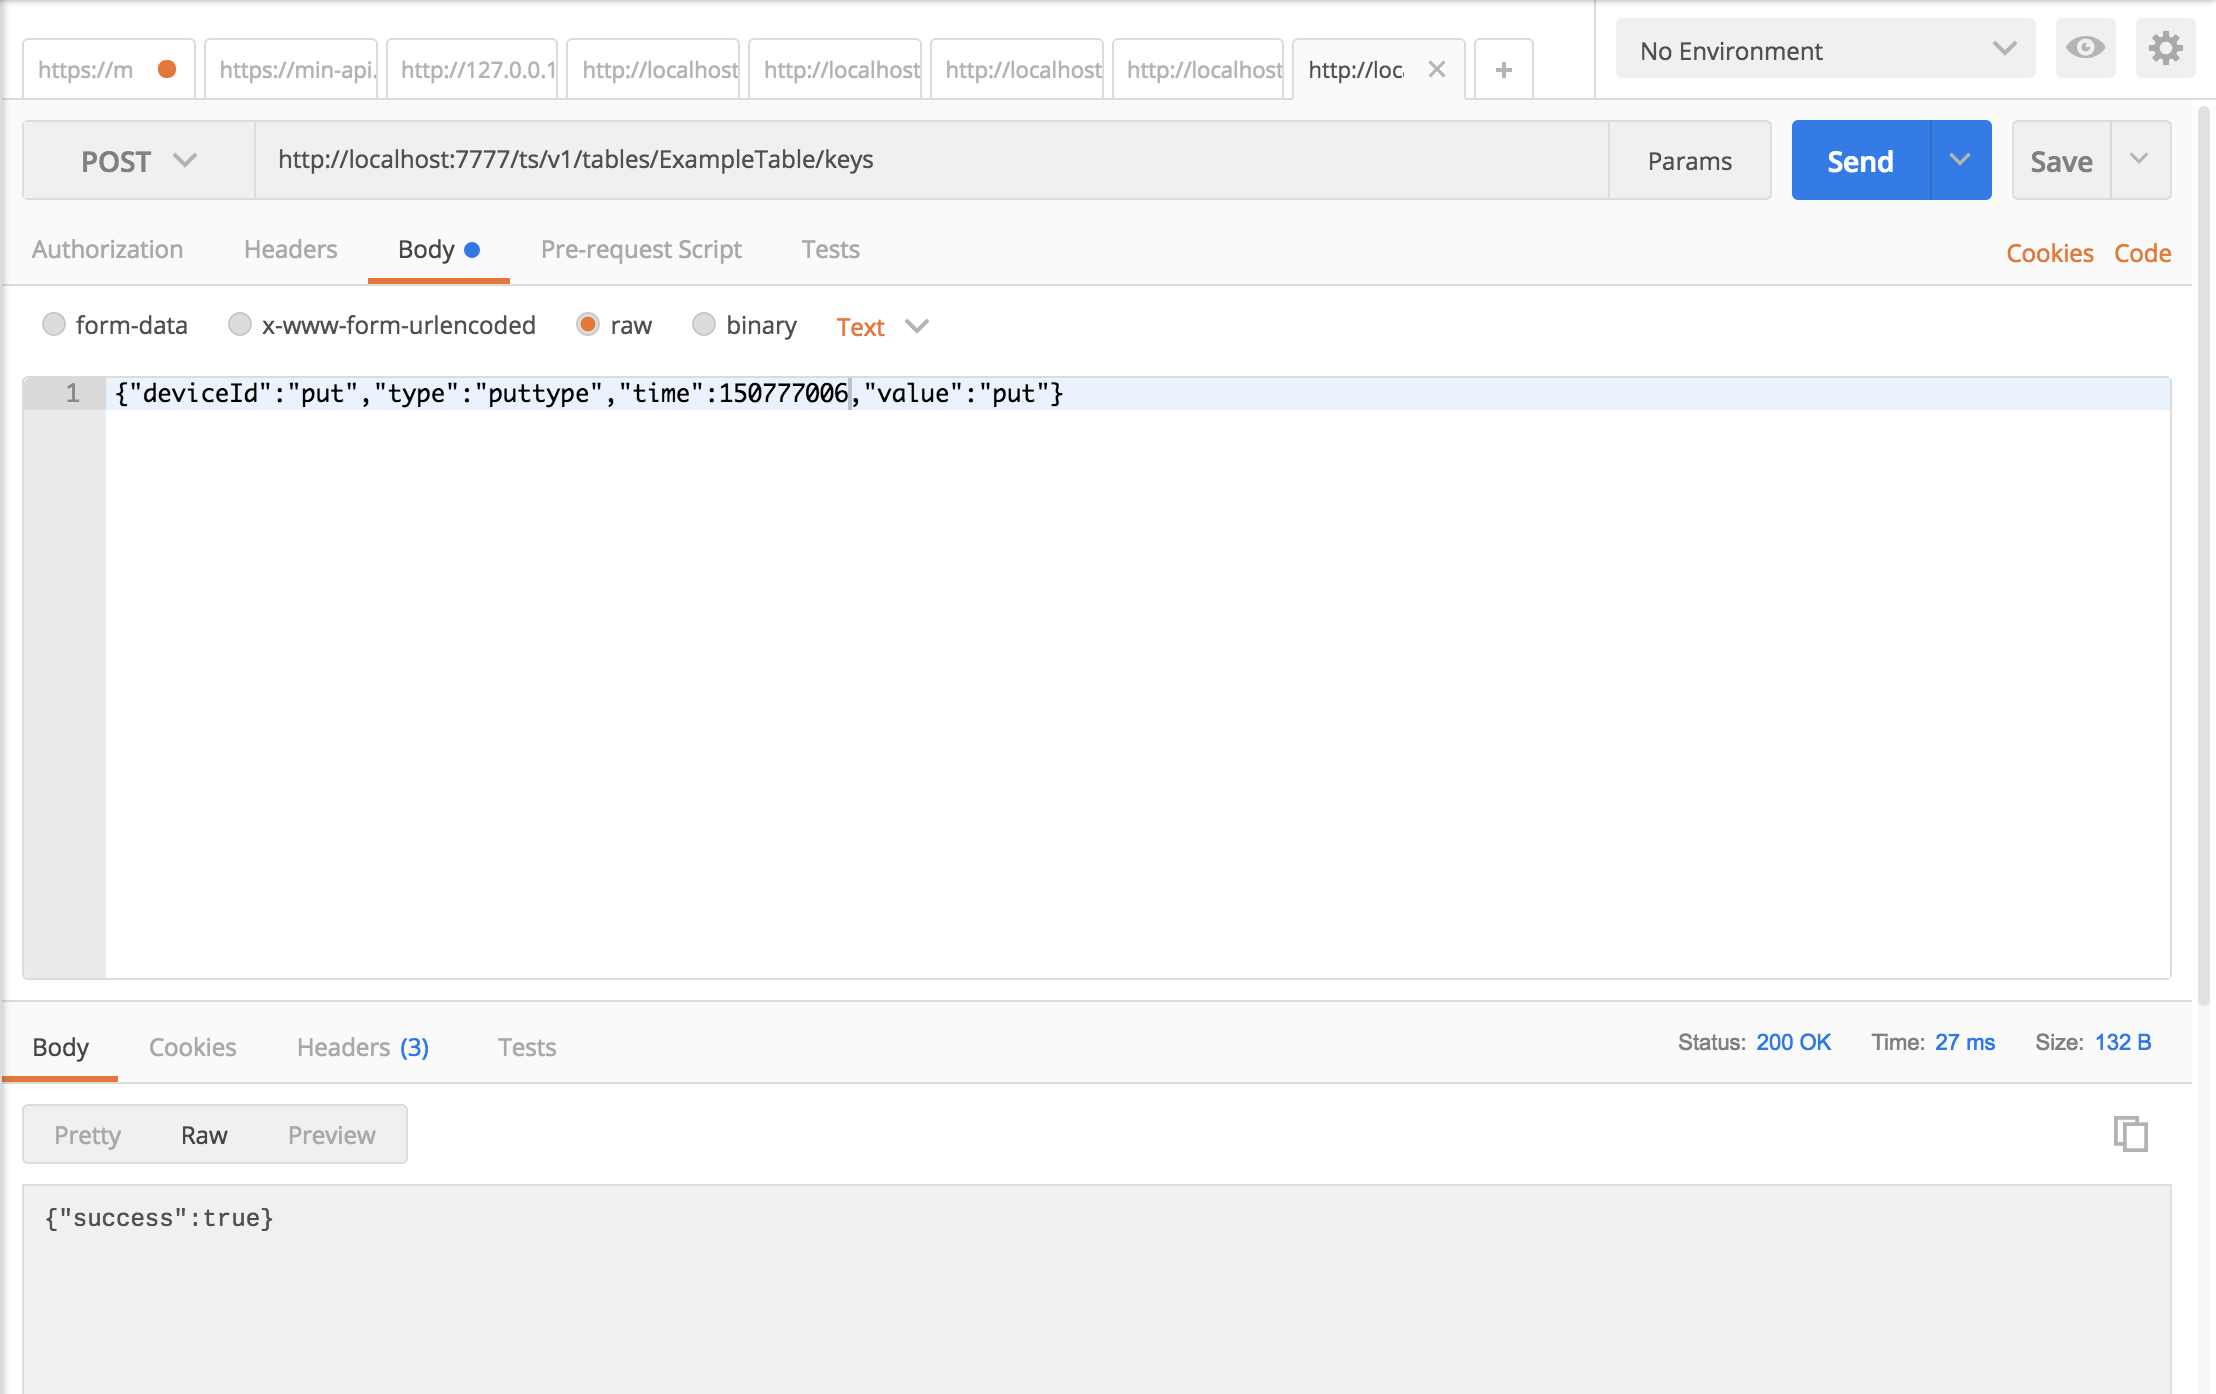 https://m
https://min-api.
http://127.0.0.1
http://localhost
http://localhost
http://localhost
http://localhost
http://loc
+
No Environment
POST
http://localhost:7777/ts/v1/tables/ExampleTable/keys
Params
Send
Save
Authorization
Headers
Body
Pre-request Script
Tests
Cookies
Code
form-data
x-www-form-urlencoded
raw
binary
Text
1
{"deviceId":"put","type":"puttype","time":150777006,"value":"put"}
Body
Cookies
Headers (3)
Tests
Status: 200 OK
Time: 27 ms
Size: 132 B
Pretty
Raw
Preview
{"success":true}